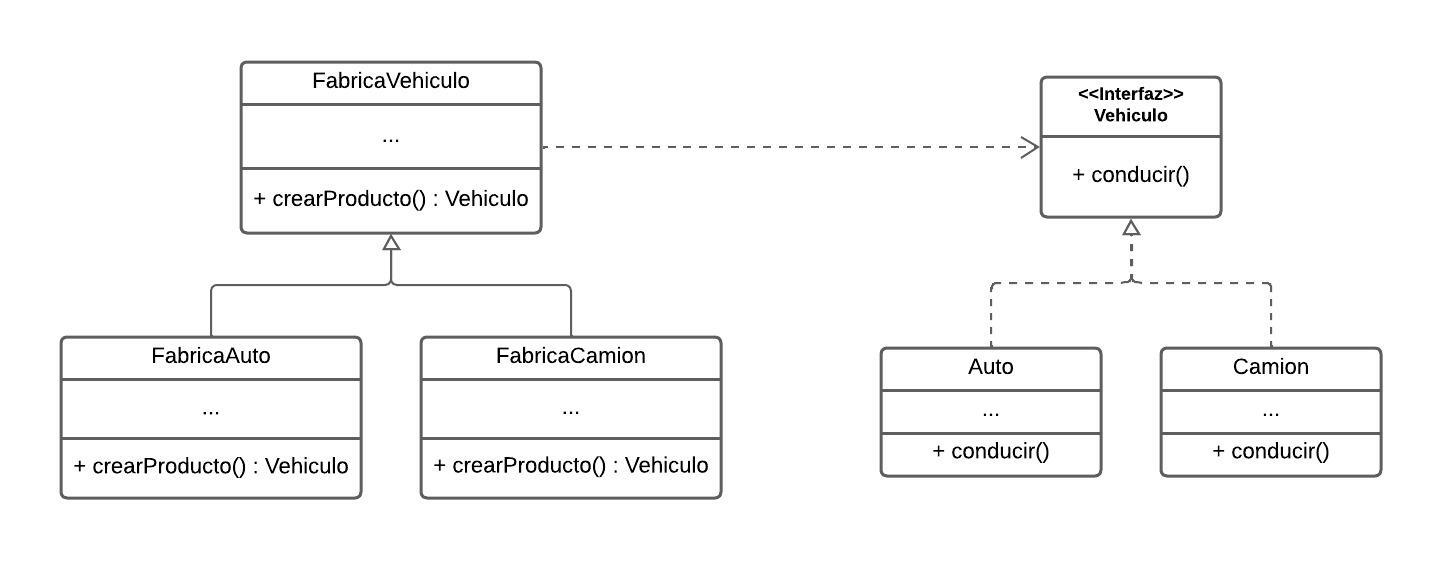 FabricaVehiculo
...
+ crearProducto() : Vehiculo
<<Interfaz>>
Vehiculo
+ conducir()
FabricaAuto
...
+ crearProducto() : Vehiculo
FabricaCamion
...
+ crearProducto() : Vehiculo
Auto
...
+ conducir()
Camion
...
+ conducir()